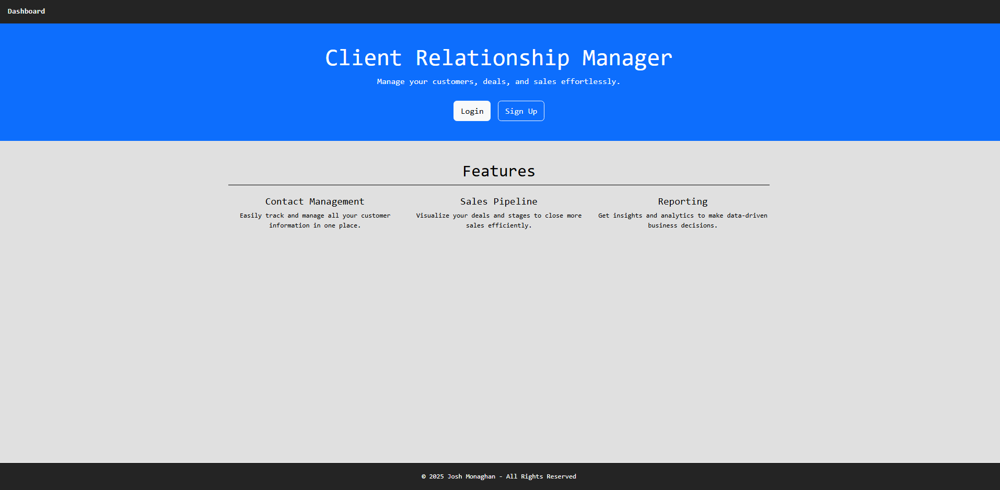 Dashboard
Client Relationship Manager
Manage your customers, deals, and sales effortlessly.
Login
Sign Up
Features
Contact Management
Easily track and manage all your customer
information in one place.
Sales Pipeline
Visualize your deals and stages to close more
sales efficiently.
Reporting
Get insights and analytics to make data-driven
business decisions.
© 2025 Josh Monaghan - All Rights Reserved